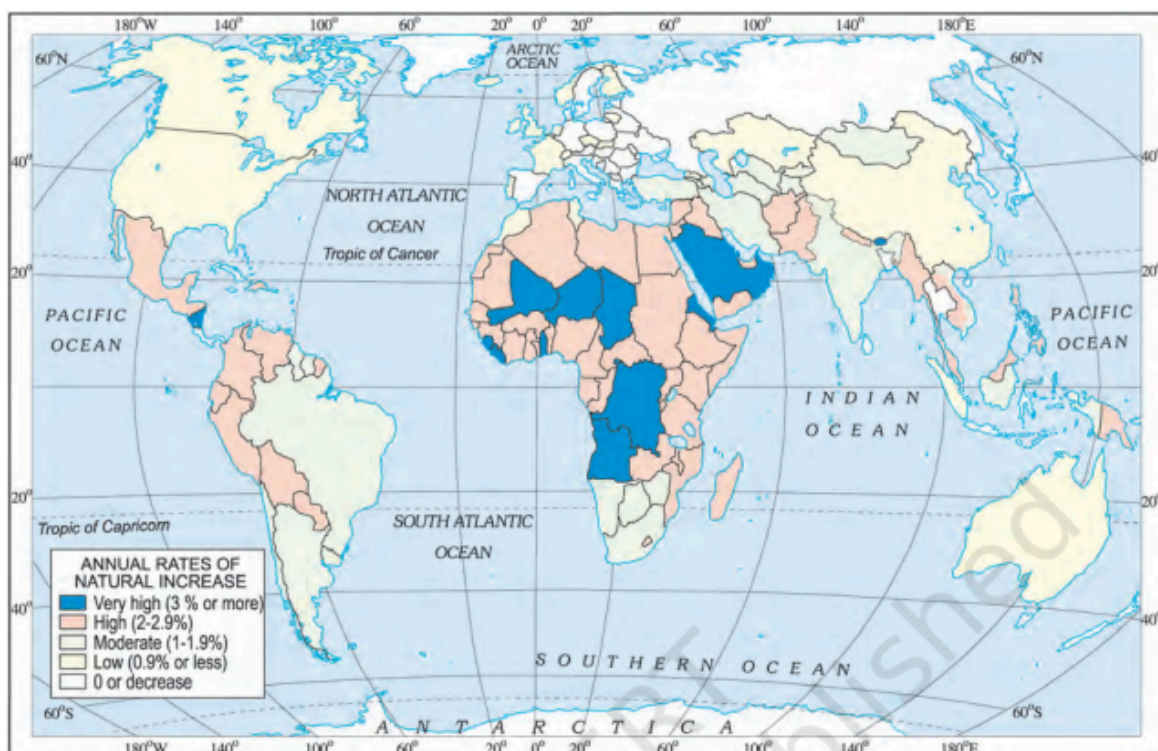 180°W 140° 100° 60° 20° 0° 20° 60° 100° 140° 180°E
ARCTIC
OCEAN
60°N
60°N
40°
40°
NORTH ATLANTIC
OCEAN
Tropic of Cancer
20°
20°
PACIFIC
OCEAN
PACIFIC
OCEAN
INDIAN
OCEAN
20°
20°
Tropic of Capricorn
SOUTH ATLANTIC
OCEAN
ANNUAL RATES OF
NATURAL INCREASE
Very high (3 % or more)
High (2-2.9%)
Moderate (1-1.9%)
Low (0.9% or less)
0 or decrease
40°
40°
SOUTHERN OCEAN
60°S
60°S
ANTARCTICA
180°W 140° 100° 60° 20° 0° 20° 60° 100° 140° 180°E